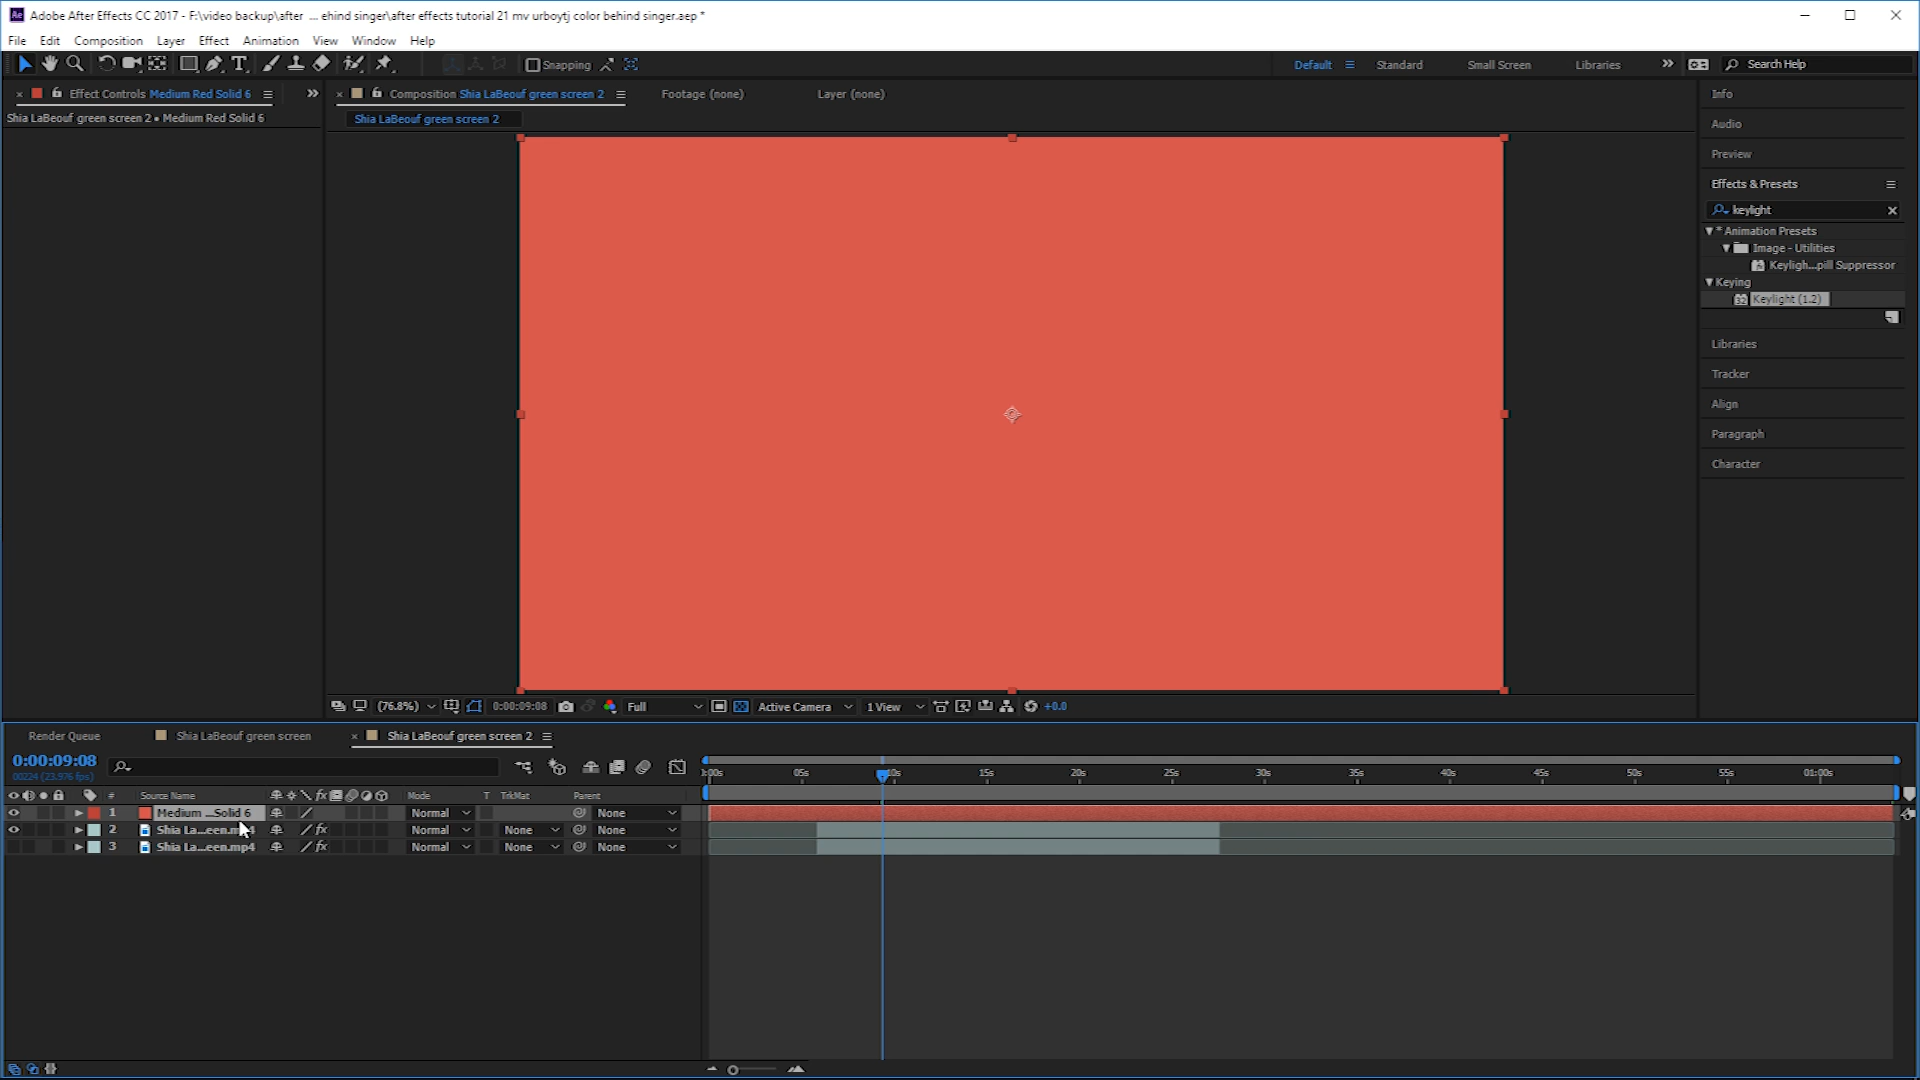 Adobe After Effects CC 2017 - F:\video backup\after ... ehind singer\after effects tutorial 21 mv urboytj color behind singer.aep *
File Edit Composition Layer Effect Animation View Window Help
Snapping Default Standard Small Screen Libraries Search Help
Effect Controls Medium Red Solid 6
Composition Shia LaBeouf green screen 2 Footage (none) Layer (none)
Shia LaBeouf green screen 2 • Medium Red Solid 6
Shia LaBeouf green screen 2
Info
Audio
Preview
Effects & Presets
keylight
* Animation Presets
Image - Utilities
Keyligh...pill Suppressor
Keying
Keylight (1.2)
Libraries
Tracker
Align
Paragraph
Character
(76.8%) 0:00:09:08 Full Active Camera 1 View +0.0
Render Queue Shia LaBeouf green screen Shia LaBeouf green screen 2
0:00:09:08
00224 (23.976 fps)
:00s 05s 10s 15s 20s 25s 30s 35s 40s 45s 50s 55s 01:00s
# Source Name Mode T TrkMat Parent
1 Medium ...Solid 6 Normal None
2 Shia La...een.mp4 Normal None None
3 Shia La...een.mp4 Normal None None